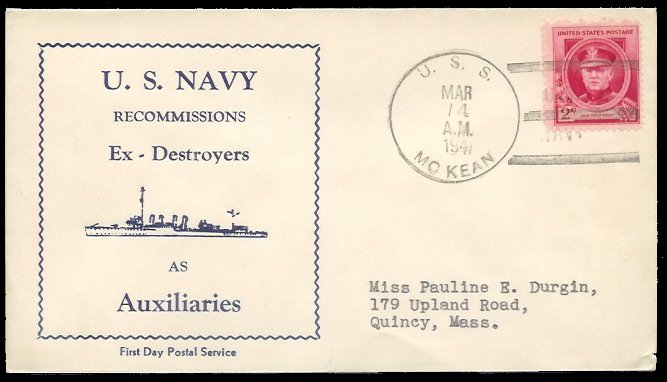 U. S. NAVY
RECOMMISSIONS
Ex - Destroyers
AS
Auxiliaries
First Day Postal Service
U. S. S.
MAR
14
A.M.
1941
MC KEAN
NAVY
UNITED STATES POSTAGE
2¢
Miss Pauline E. Durgin,
179 Upland Road,
Quincy, Mass.